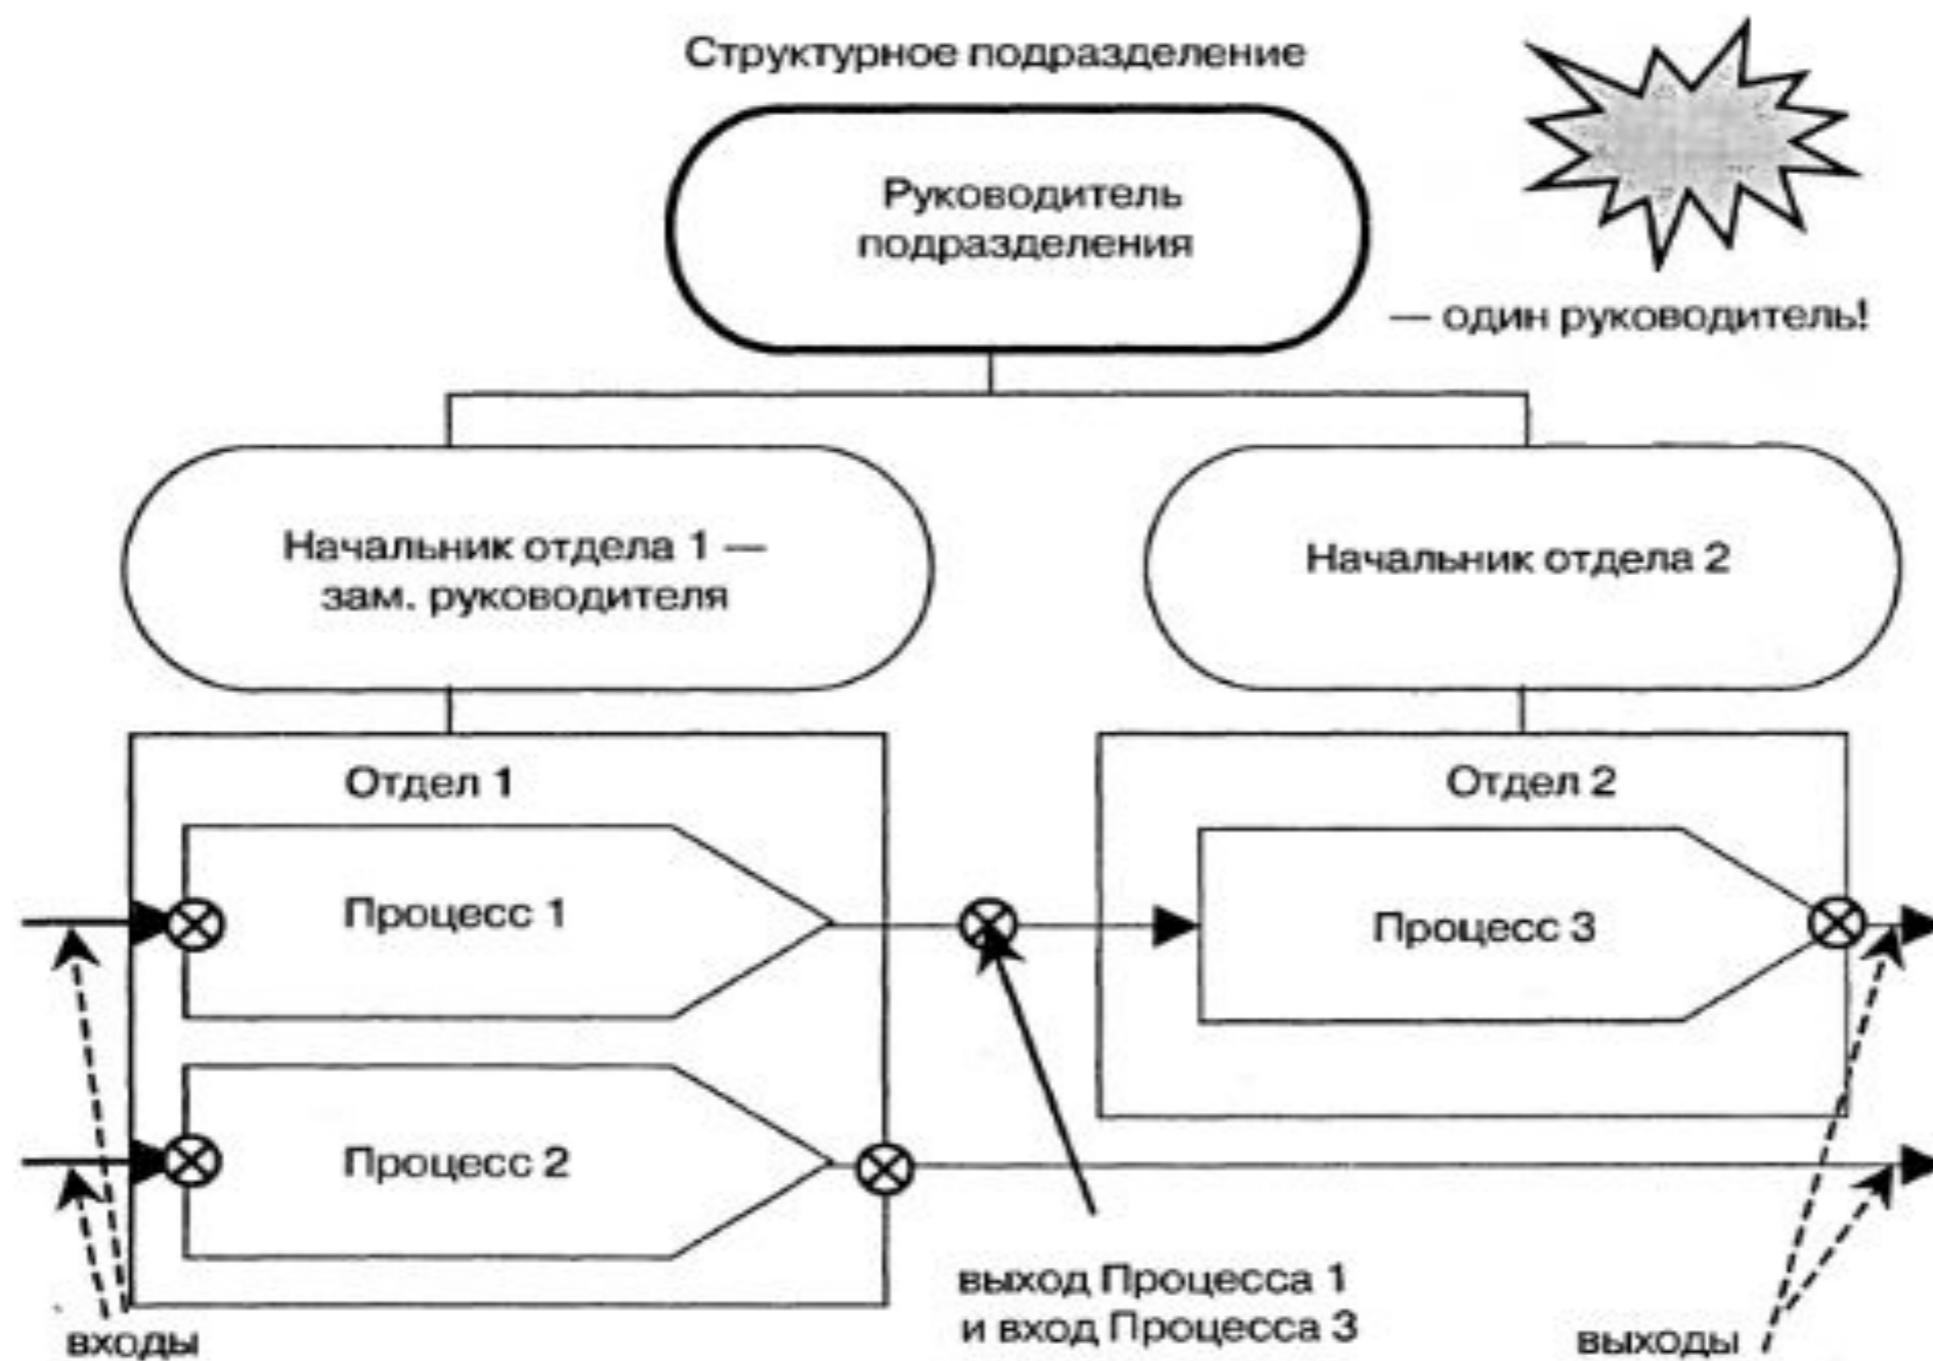 Структурное подразделение
Руководитель
подразделения
— один руководитель!
Начальник отдела 1 —
зам. руководителя
Начальник отдела 2
Отдел 1
Отдел 2
Процесс 1
Процесс 3
Процесс 2
выход Процесса 1
и вход Процесса 3
входы
выходы